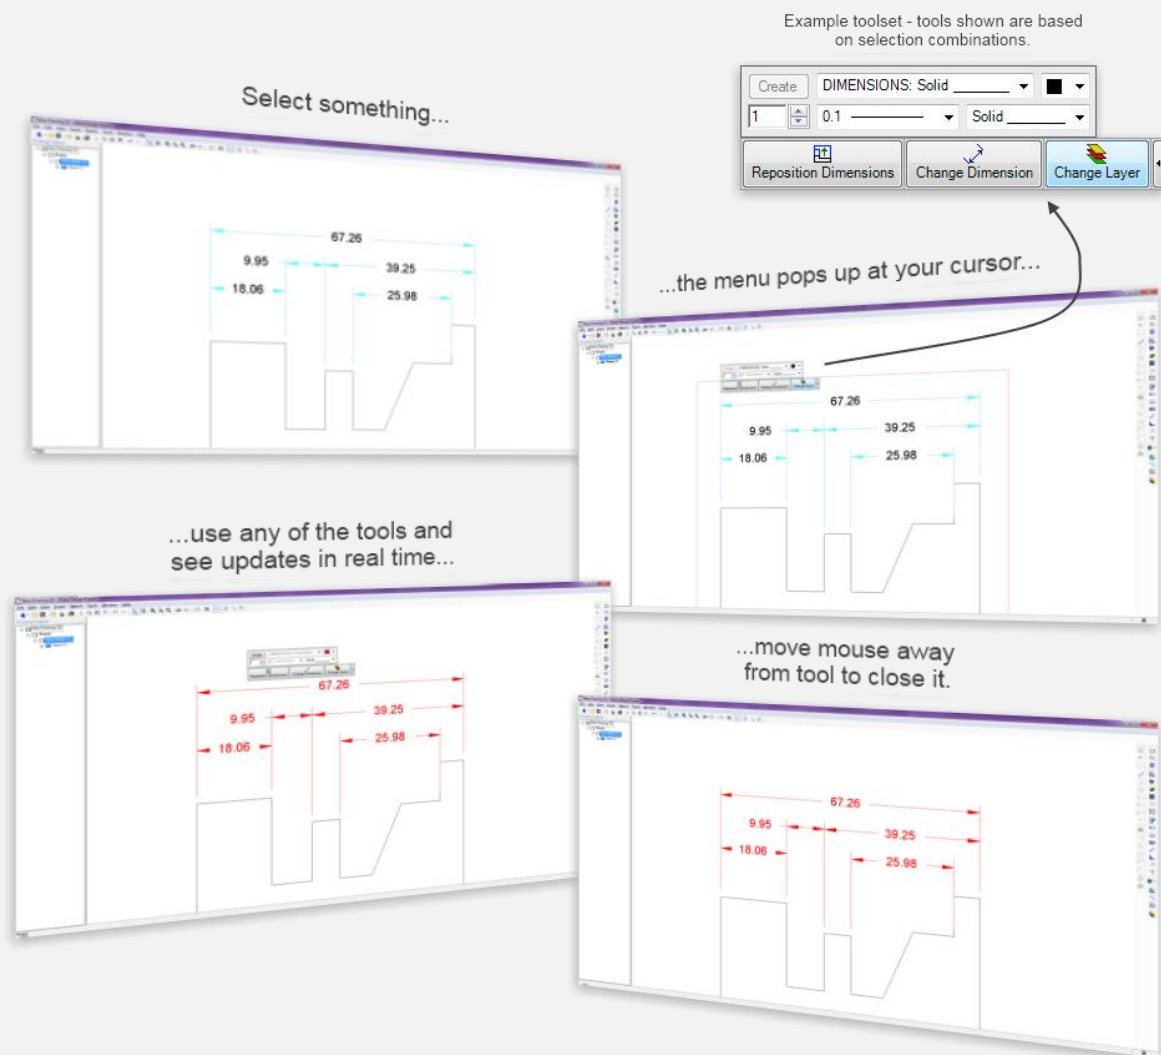 Example toolset - tools shown are based
on selection combinations.
Create
DIMENSIONS: Solid
1
0.1
Solid
Reposition Dimensions
Change Dimension
Change Layer
Select something...
67.26
9.95
39.25
18.06
25.98
...the menu pops up at your cursor...
67.26
9.95
39.25
18.06
25.98
...use any of the tools and
see updates in real time...
67.26
9.95
39.25
18.06
25.98
...move mouse away
from tool to close it.
67.26
9.95
39.25
18.06
25.98